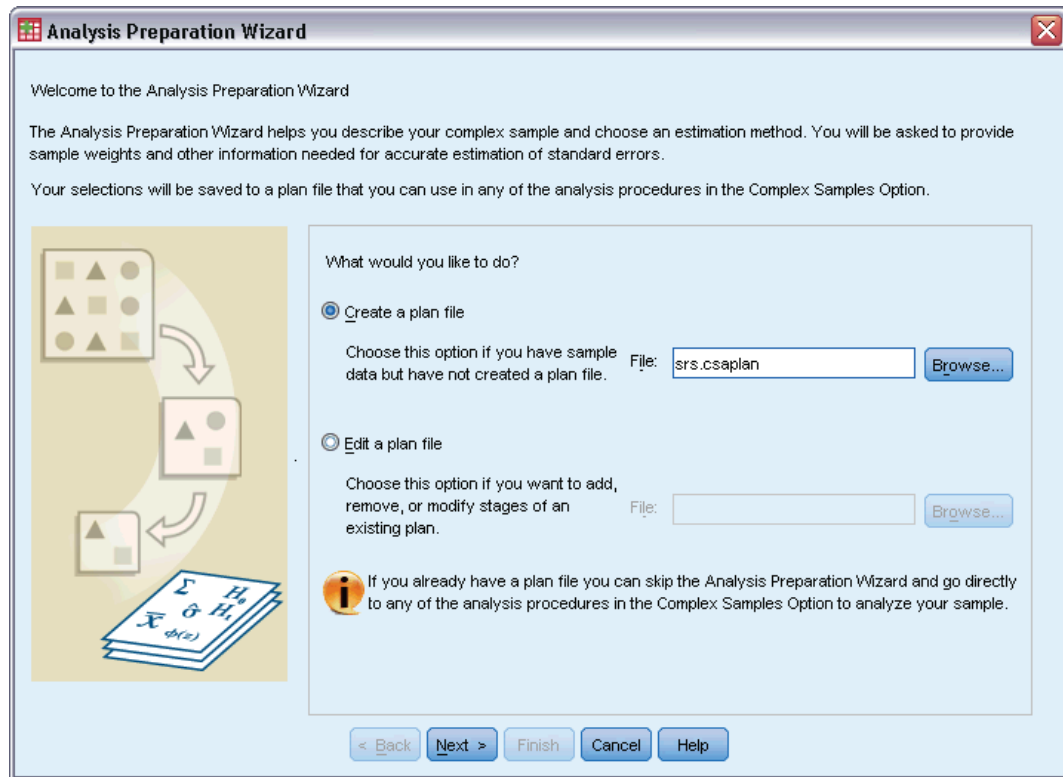 Analysis Preparation Wizard
Welcome to the Analysis Preparation Wizard
The Analysis Preparation Wizard helps you describe your complex sample and choose an estimation method. You will be asked to provide
sample weights and other information needed for accurate estimation of standard errors.
Your selections will be saved to a plan file that you can use in any of the analysis procedures in the Complex Samples Option.
What would you like to do?
Create a plan file
Choose this option if you have sample
data but have not created a plan file.
File: srs.csaplan Browse...
Edit a plan file
Choose this option if you want to add,
remove, or modify stages of an
existing plan.
File: Browse...
i
If you already have a plan file you can skip the Analysis Preparation Wizard and go directly
to any of the analysis procedures in the Complex Samples Option to analyze your sample.
Σ H₀
x̄ σ̂ H₁
ϕ(z)
< Back Next > Finish Cancel Help